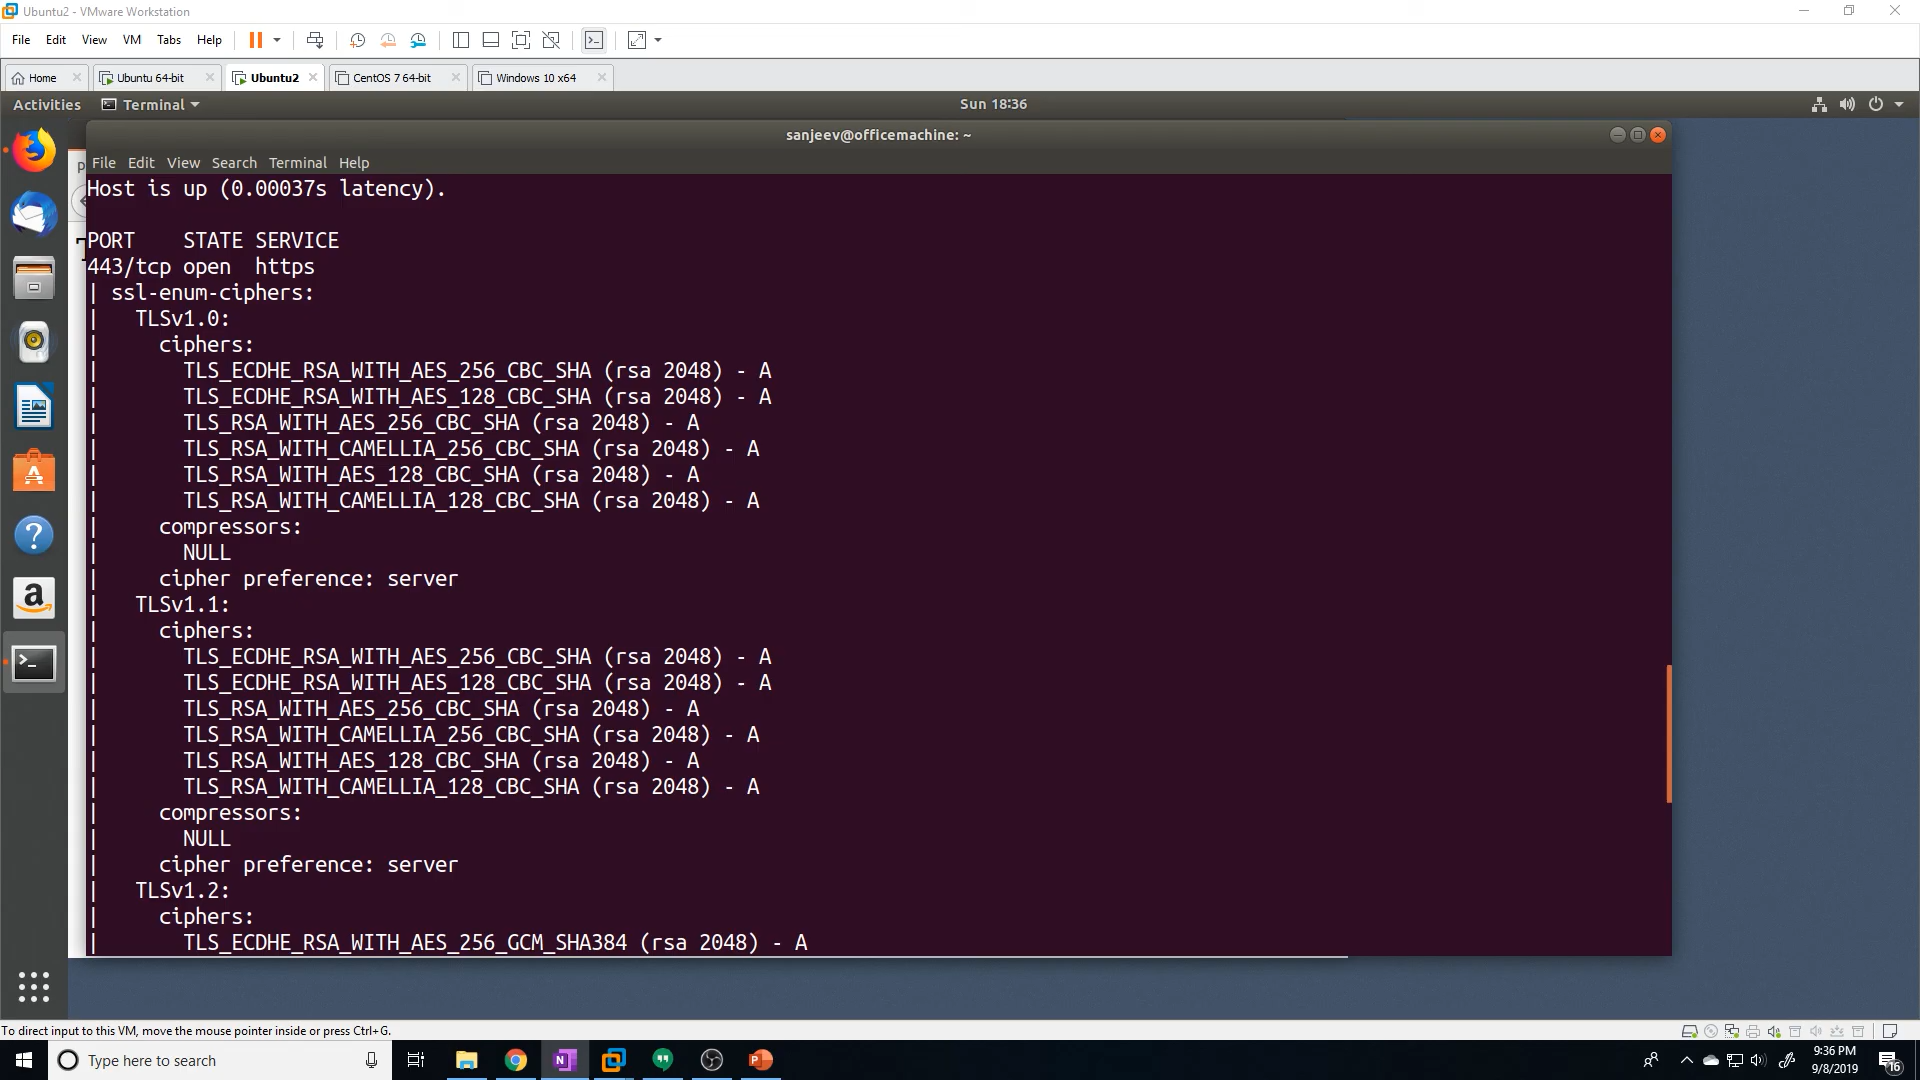 Ubuntu2 - VMware Workstation
File Edit View VM Tabs Help
Home Ubuntu 64-bit Ubuntu2 CentOS 7 64-bit Windows 10 x64
Activities Terminal Sun 18:36
sanjeev@officemachine: ~
File Edit View Search Terminal Help
Host is up (0.00037s latency).
PORT    STATE SERVICE
443/tcp open  https
| ssl-enum-ciphers:
|   TLSv1.0:
|     ciphers:
|       TLS_ECDHE_RSA_WITH_AES_256_CBC_SHA (rsa 2048) - A
|       TLS_ECDHE_RSA_WITH_AES_128_CBC_SHA (rsa 2048) - A
|       TLS_RSA_WITH_AES_256_CBC_SHA (rsa 2048) - A
|       TLS_RSA_WITH_CAMELLIA_256_CBC_SHA (rsa 2048) - A
|       TLS_RSA_WITH_AES_128_CBC_SHA (rsa 2048) - A
|       TLS_RSA_WITH_CAMELLIA_128_CBC_SHA (rsa 2048) - A
|     compressors:
|       NULL
|     cipher preference: server
|   TLSv1.1:
|     ciphers:
|       TLS_ECDHE_RSA_WITH_AES_256_CBC_SHA (rsa 2048) - A
|       TLS_ECDHE_RSA_WITH_AES_128_CBC_SHA (rsa 2048) - A
|       TLS_RSA_WITH_AES_256_CBC_SHA (rsa 2048) - A
|       TLS_RSA_WITH_CAMELLIA_256_CBC_SHA (rsa 2048) - A
|       TLS_RSA_WITH_AES_128_CBC_SHA (rsa 2048) - A
|       TLS_RSA_WITH_CAMELLIA_128_CBC_SHA (rsa 2048) - A
|     compressors:
|       NULL
|     cipher preference: server
|   TLSv1.2:
|     ciphers:
|       TLS_ECDHE_RSA_WITH_AES_256_GCM_SHA384 (rsa 2048) - A
To direct input to this VM, move the mouse pointer inside or press Ctrl+G.
Type here to search
9:36 PM
9/8/2019
16